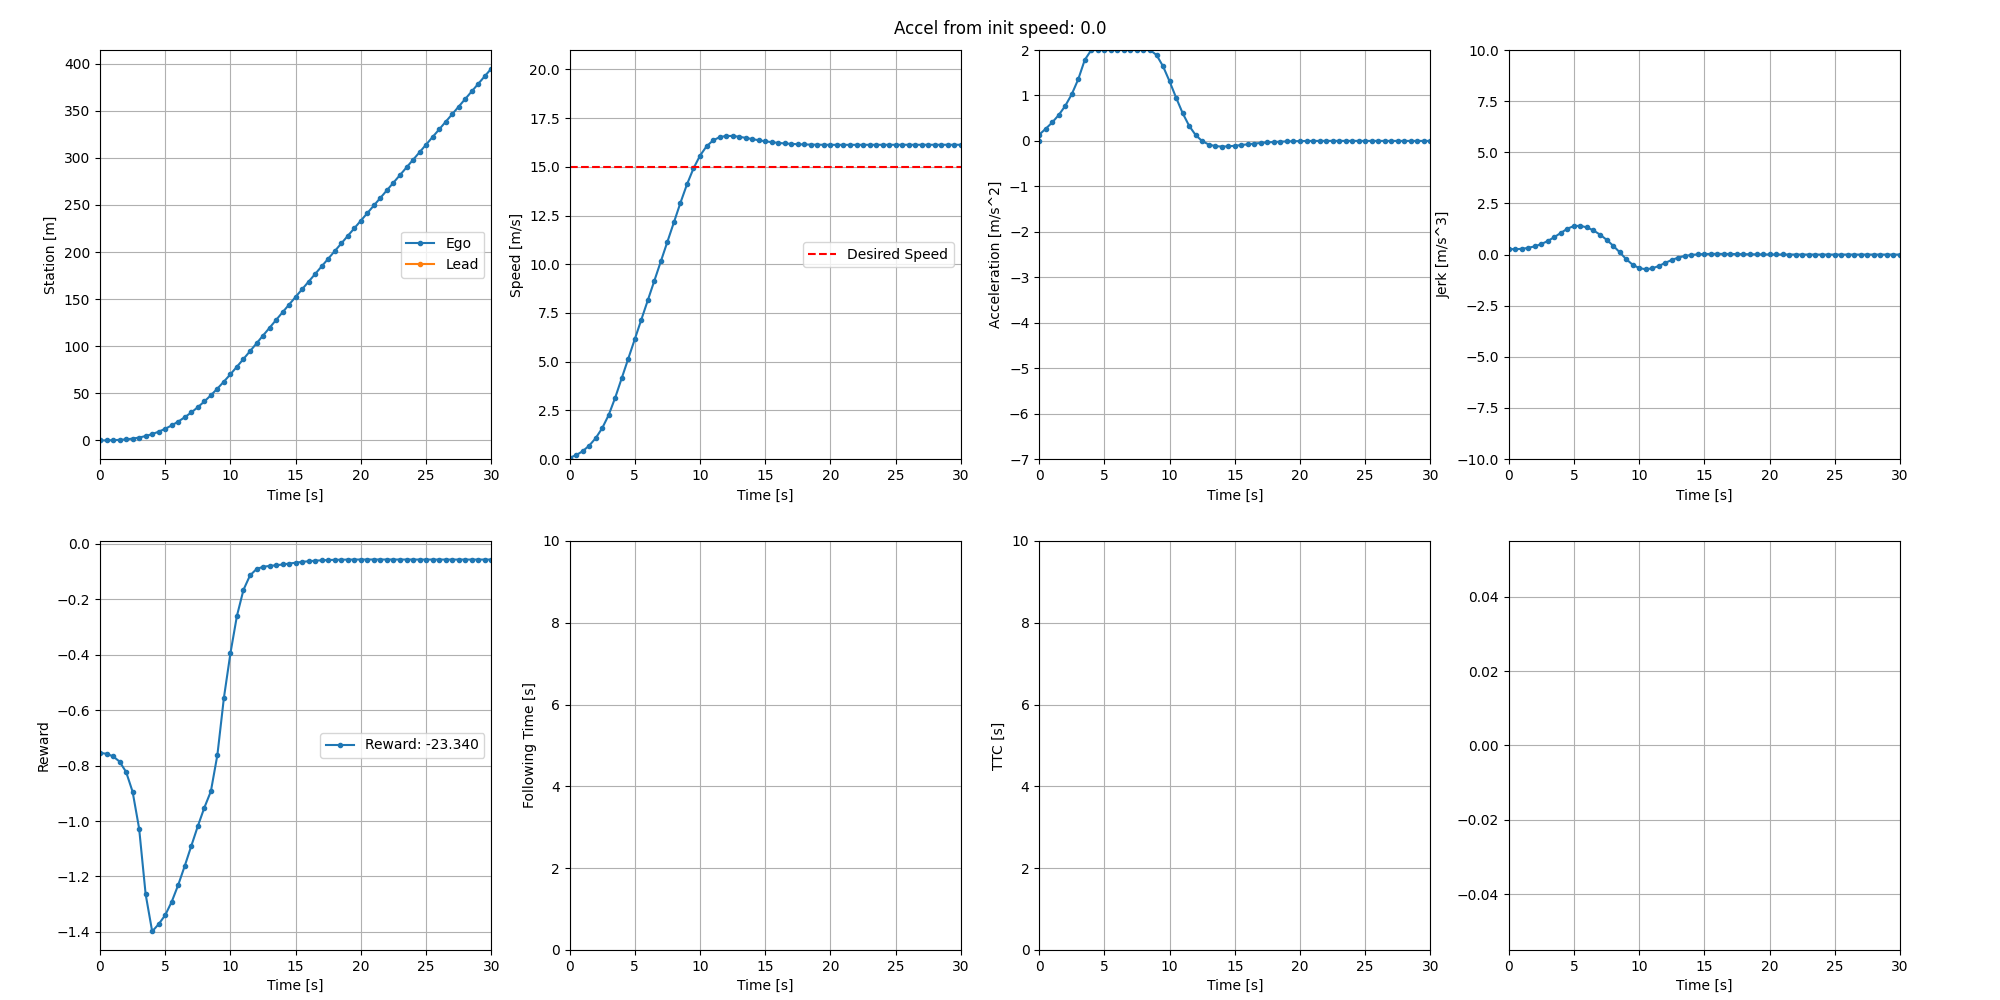 Accel from init speed: 0.0
Station [m]
400
350
300
250
200
150
100
50
0
Ego
Lead
0 5 10 15 20 25 30
Time [s]
Speed [m/s]
20.0
17.5
15.0
12.5
10.0
7.5
5.0
2.5
0.0
Desired Speed
0 5 10 15 20 25 30
Time [s]
Acceleration [m/s^2]
2
1
0
−1
−2
−3
−4
−5
−6
−7
0 5 10 15 20 25 30
Time [s]
Jerk [m/s^3]
10.0
7.5
5.0
2.5
0.0
−2.5
−5.0
−7.5
−10.0
0 5 10 15 20 25 30
Time [s]
Reward
0.0
−0.2
−0.4
−0.6
−0.8
−1.0
−1.2
−1.4
Reward: -23.340
0 5 10 15 20 25 30
Time [s]
Following Time [s]
10
8
6
4
2
0
0 5 10 15 20 25 30
Time [s]
TTC [s]
10
8
6
4
2
0
0 5 10 15 20 25 30
Time [s]
0.04
0.02
0.00
−0.02
−0.04
0 5 10 15 20 25 30
Time [s]